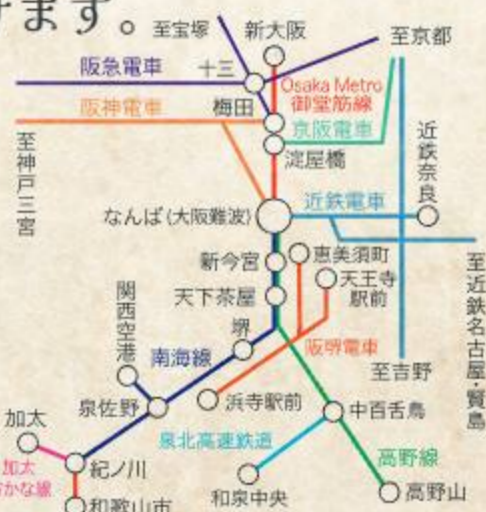 けます。
至宝塚
新大阪
至京都
阪急電車
十三
Osaka Metro
御堂筋線
阪神電車
梅田
京阪電車
淀屋橋
近鉄奈良
至神戸三宮
なんば(大阪難波)
近鉄電車
新今宮
恵美須町
天王寺
駅前
天下茶屋
関西空港
堺
南海線
阪堺電車
至吉野
至近鉄名古屋・賢島
泉佐野
浜寺駅前
中百舌鳥
加太
泉北高速鉄道
加太
かな線
紀ノ川
高野線
和歌山市
和泉中央
高野山